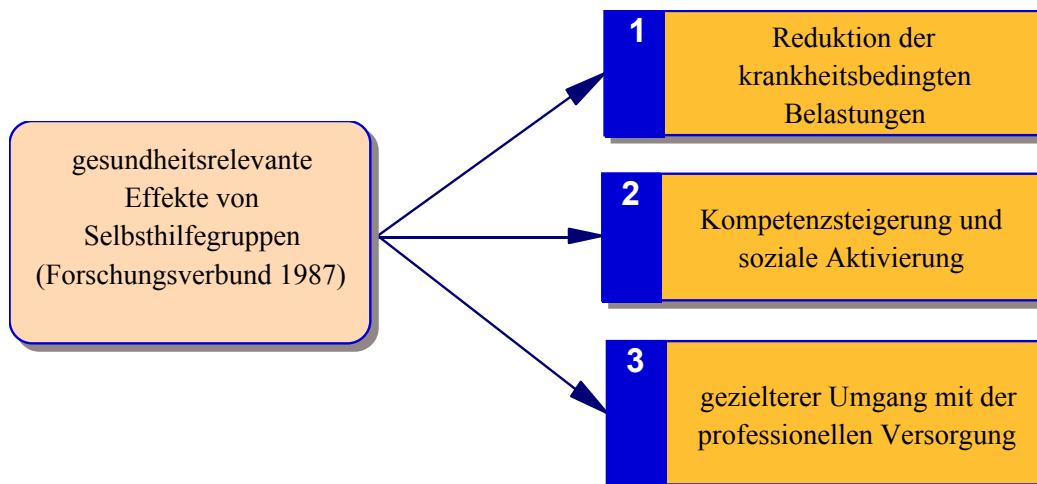 gesundheitsrelevante
Effekte von
Selbsthilfegruppen
(Forschungsverbund 1987)
1
Reduktion der
krankheitsbedingten
Belastungen
2
Kompetenzsteigerung und
soziale Aktivierung
3
gezielterer Umgang mit der
professionellen Versorgung